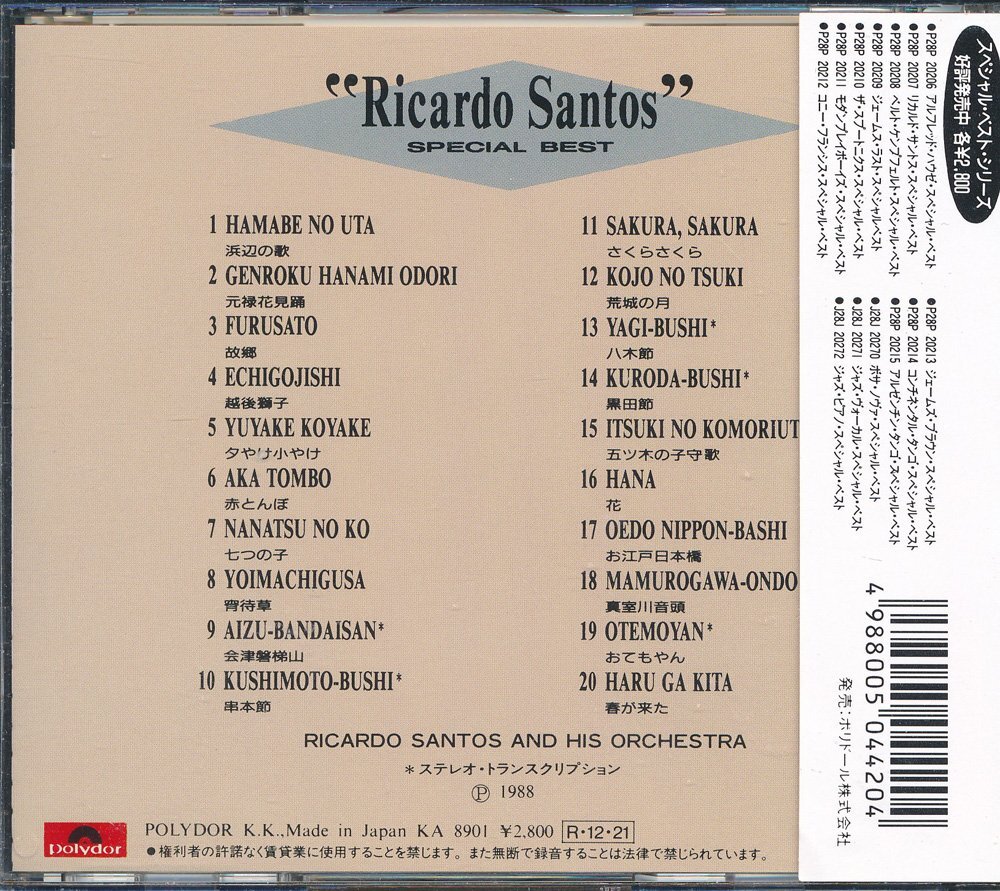 “Ricardo Santos”
SPECIAL BEST
1 HAMABE NO UTA
浜辺の歌
2 GENROKU HANAMI ODORI
元禄花見踊
3 FURUSATO
故郷
4 ECHIGOJISHI
越後獅子
5 YUYAKE KOYAKE
夕やけ小やけ
6 AKA TOMBO
赤とんぼ
7 NANATSU NO KO
七つの子
8 YOIMACHIGUSA
宵待草
9 AIZU-BANDAISAN*
会津磐梯山
10 KUSHIMOTO-BUSHI*
串本節
11 SAKURA, SAKURA
さくらさくら
12 KOJO NO TSUKI
荒城の月
13 YAGI-BUSHI*
八木節
14 KURODA-BUSHI*
黒田節
15 ITSUKI NO KOMORIUT
五ツ木の子守歌
16 HANA
花
17 OEDO NIPPON-BASHI
お江戸日本橋
18 MAMUROGAWA-ONDO
真室川音頭
19 OTEMOYAN*
おてもやん
20 HARU GA KITA
春が来た
RICARDO SANTOS AND HIS ORCHESTRA
*ステレオ・トランスクリプション
Ⓟ 1988
polydor
POLYDOR K.K.,Made in Japan KA 8901 ¥2,800 R・12・21
●権利者の許諾なく賃貸業に使用することを禁じます。また無断で録音することは法律で禁じられています。
スペシャル・ベスト・シリーズ
好評発売中 各¥2,800
●P28P 20206 アルフレッド・ハウゼ・スペシャル・ベスト
●P28P 20207 リカルド・サントス・スペシャル・ベスト
●P28P 20208 ベルト・ケンプフェルト・スペシャル・ベスト
●P28P 20209 ジェームス・ラスト・スペシャルベスト
●P28P 20210 ザ・スプートニクス・スペシャル・ベスト
●P28P 20211 モダンプレイボーイズ・スペシャル・ベスト
●P28P 20212 コニー・フランシス・スペシャル・ベスト
●P28P 20213 ジェームズ・ブラウン・スペシャル・ベスト
●P28P 20214 コンチネンタル・タンゴ・スペシャル・ベスト
●P28P 20215 アルゼンチン・タンゴ・スペシャル・ベスト
●J28J 20270 ボサ・ノヴァ・スペシャル・ベスト
●J28J 20271 ジャズ・ヴォーカル・スペシャル・ベスト
●J28J 20272 ジャズ・ピアノ・スペシャル・ベスト
4 988005 044204
発売：ポリドール株式会社